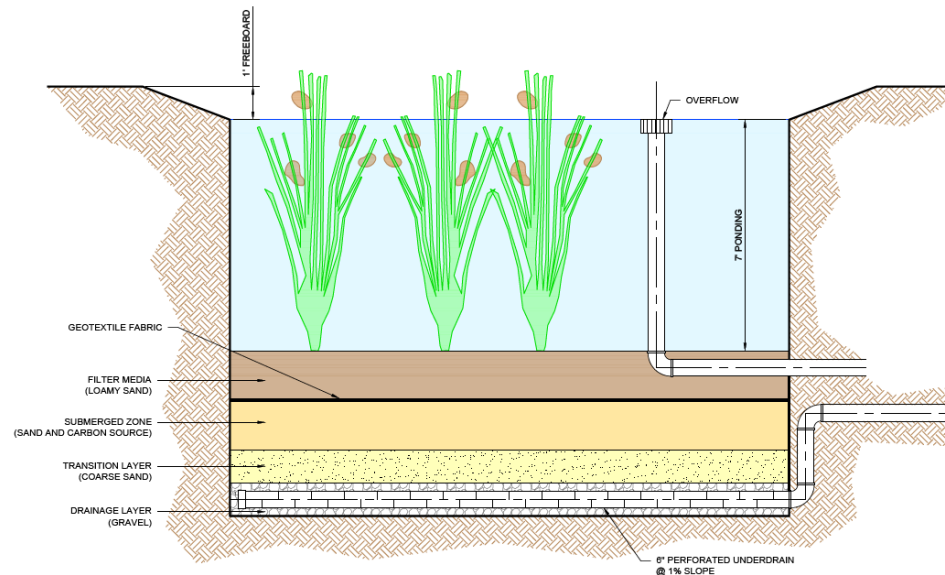 1' FREEBOARD
OVERFLOW
7' PONDING
GEOTEXTILE FABRIC
FILTER MEDIA
(LOAMY SAND)
SUBMERGED ZONE
(SAND AND CARBON SOURCE)
TRANSITION LAYER
(COARSE SAND)
DRAINAGE LAYER
(GRAVEL)
6" PERFORATED UNDERDRAIN
@ 1% SLOPE